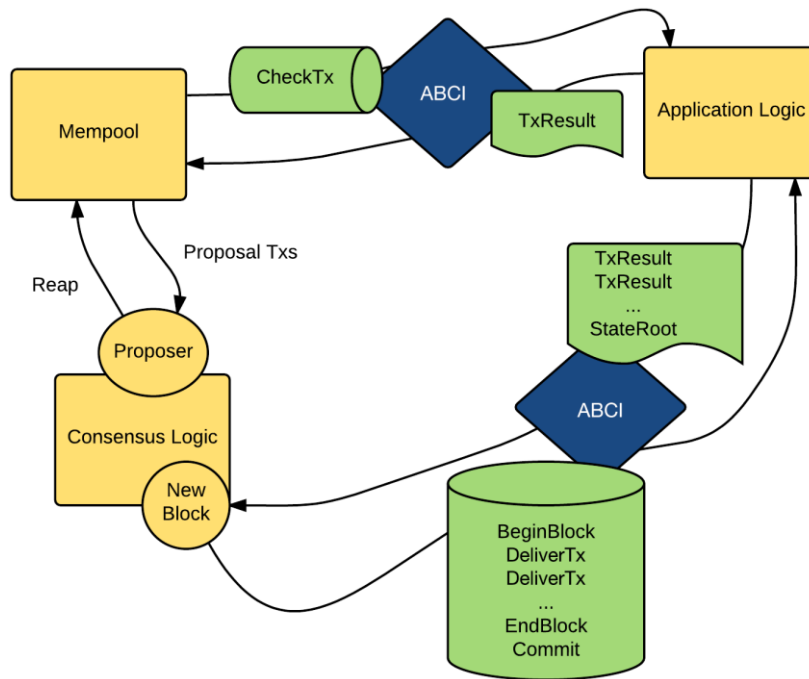 CheckTx
ABCI
Mempool
TxResult
Application Logic
Proposal Txs
Reap
TxResult
TxResult
...
StateRoot
Proposer
ABCI
Consensus Logic
New
Block
BeginBlock
DeliverTx
DeliverTx
...
EndBlock
Commit